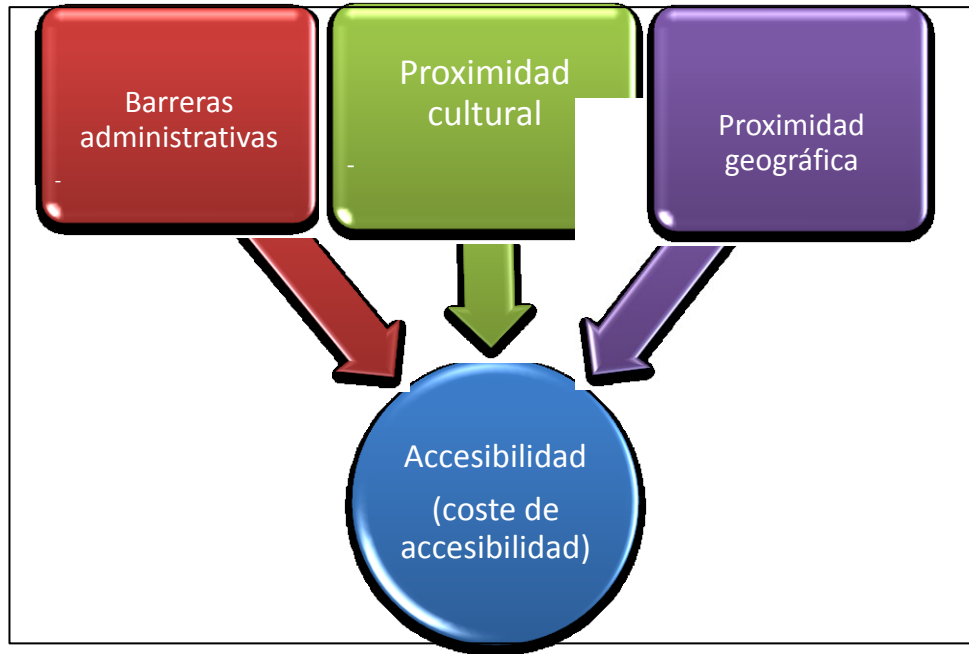 Barreras
administrativas
-
Proximidad
cultural
-
Proximidad
geográfica
Accesibilidad
(coste de
accesibilidad)